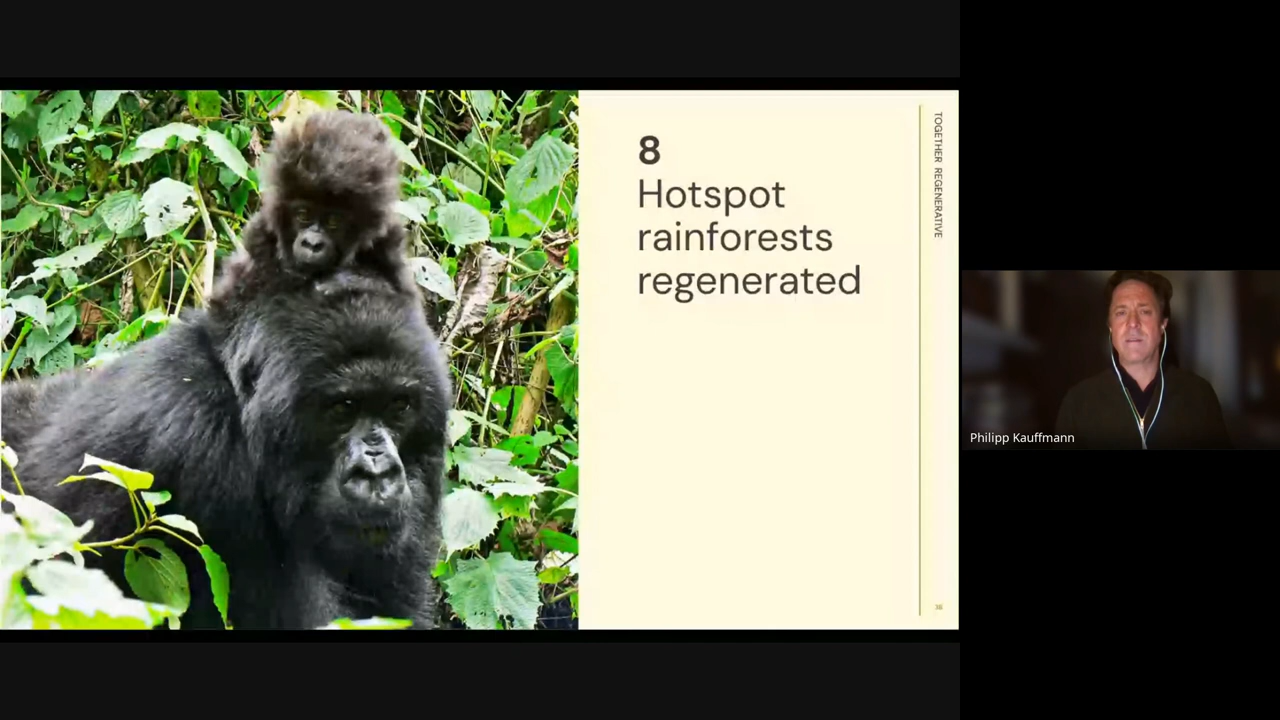 8
Hotspot
rainforests
regenerated
TOGETHER REGENERATIVE
Philipp Kauffmann